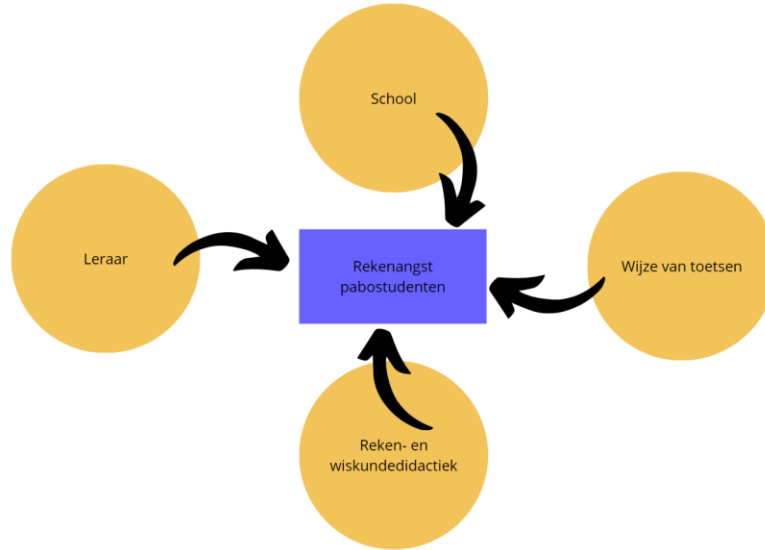 School
Leraar
Rekenangst
pabostudenten
Wijze van toetsen
Reken- en
wiskundedidactiek